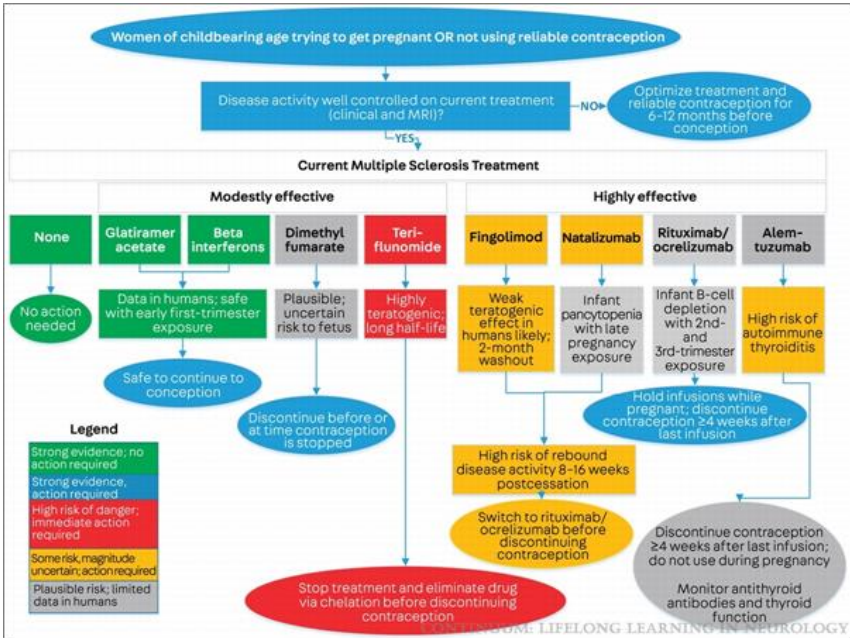 Women of childbearing age trying to get pregnant OR not using reliable contraception
Disease activity well controlled on current treatment
(clinical and MRI)?
NO
Optimize treatment and
reliable contraception for
6–12 months before
conception
YES
Current Multiple Sclerosis Treatment
Modestly effective
Highly effective
None
Glatiramer
acetate
Beta
interferons
Dimethyl
fumarate
Teri-
flunomide
Fingolimod
Natalizumab
Rituximab/
ocrelizumab
Alem-
tuzumab
No action
needed
Data in humans; safe
with early first-trimester
exposure
Plausible;
uncertain
risk to fetus
Highly
teratogenic;
long half-life
Weak
teratogenic
effect in
humans likely;
2-month
washout
Infant
pancytopenia
with late
pregnancy
exposure
Infant B-cell
depletion
with 2nd-
and
3rd-trimester
exposure
High risk of
autoimmune
thyroiditis
Safe to continue to
conception
Discontinue before or
at time contraception
is stopped
Hold infusions while
pregnant; discontinue
contraception ≥4 weeks after
last infusion
High risk of rebound
disease activity 8–16 weeks
postcessation
Switch to rituximab/
ocrelizumab before
discontinuing
contraception
Discontinue contraception
≥4 weeks after last infusion;
do not use during pregnancy
Monitor antithyroid
antibodies and thyroid
function
Stop treatment and eliminate drug
via chelation before discontinuing
contraception
Legend
Strong evidence; no
action required
Strong evidence,
action required
High risk of danger;
immediate action
required
Some risk, magnitude
uncertain; action required
Plausible risk; limited
data in humans
CONTINUUM: LIFELONG LEARNING IN NEUROLOGY